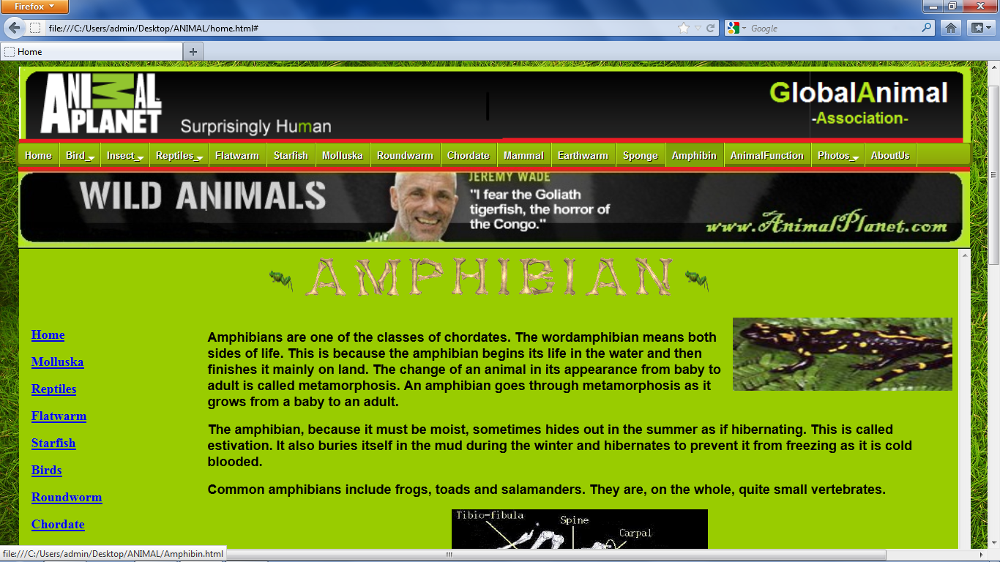 Firefox
file:///C:/Users/admin/Desktop/ANIMAL/home.html#
Google
Home
ANIMAL PLANET
Surprisingly Human
GlobalAnimal
-Association-
Home Bird_ Insect_ Reptiles_ Flatwarm Starfish Molluska Roundwarm Chordate Mammal Earthwarm Sponge Amphibin AnimalFunction Photos_ AboutUs
WILD ANIMALS
JEREMY WADE
"I fear the Goliath
tigerfish, the horror of
the Congo."
www.AnimalPlanet.com
AMPHIBIAN
Home
Molluska
Reptiles
Flatwarm
Starfish
Birds
Roundworm
Chordate
Amphibians are one of the classes of chordates. The wordamphibian means both
sides of life. This is because the amphibian begins its life in the water and then
finishes it mainly on land. The change of an animal in its appearance from baby to
adult is called metamorphosis. An amphibian goes through metamorphosis as it
grows from a baby to an adult.
The amphibian, because it must be moist, sometimes hides out in the summer as if hibernating. This is called
estivation. It also buries itself in the mud during the winter and hibernates to prevent it from freezing as it is cold
blooded.
Common amphibians include frogs, toads and salamanders. They are, on the whole, quite small vertebrates.
Tibio-fibula
Spine
Carpal
file:///C:/Users/admin/Desktop/ANIMAL/Amphibin.html